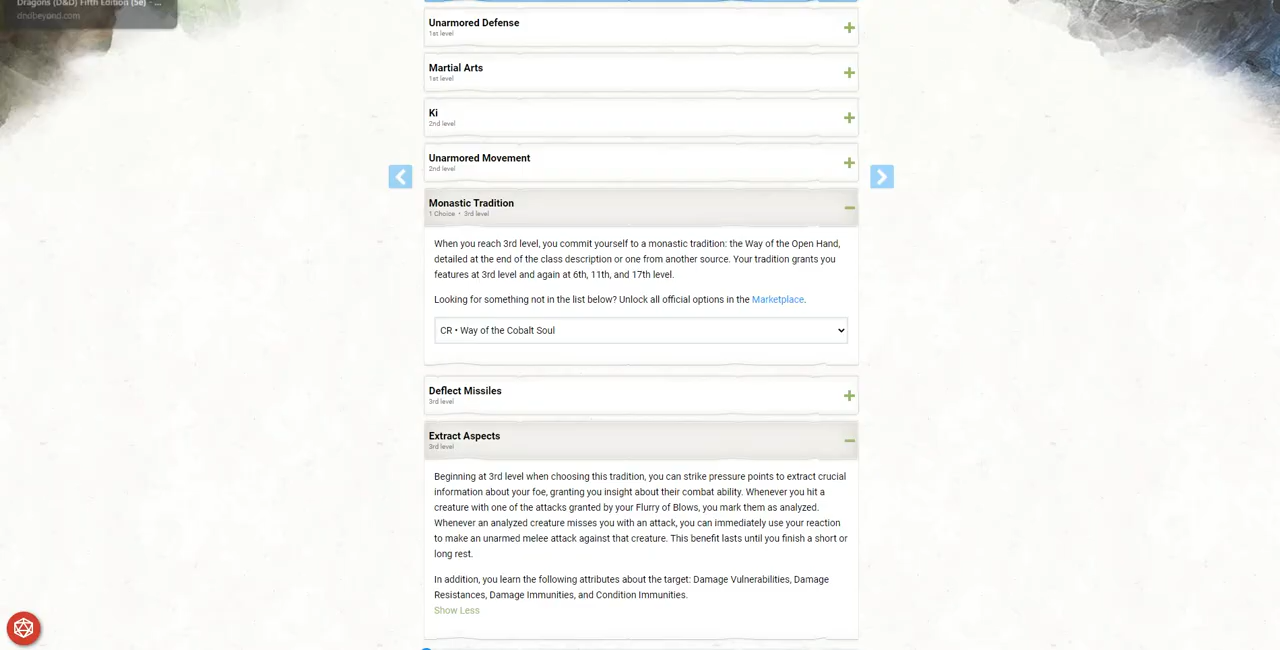 Dragons (D&D) Fifth Edition (5e) - ...
dndbeyond.com
Unarmored Defense
1st level
Martial Arts
1st level
Ki
2nd level
Unarmored Movement
2nd level
Monastic Tradition
1 Choice • 3rd level
When you reach 3rd level, you commit yourself to a monastic tradition: the Way of the Open Hand,
detailed at the end of the class description or one from another source. Your tradition grants you
features at 3rd level and again at 6th, 11th, and 17th level.
Looking for something not in the list below? Unlock all official options in the Marketplace.
CR • Way of the Cobalt Soul
Deflect Missiles
3rd level
Extract Aspects
3rd level
Beginning at 3rd level when choosing this tradition, you can strike pressure points to extract crucial
information about your foe, granting you insight about their combat ability. Whenever you hit a
creature with one of the attacks granted by your Flurry of Blows, you mark them as analyzed.
Whenever an analyzed creature misses you with an attack, you can immediately use your reaction
to make an unarmed melee attack against that creature. This benefit lasts until you finish a short or
long rest.
In addition, you learn the following attributes about the target: Damage Vulnerabilities, Damage
Resistances, Damage Immunities, and Condition Immunities.
Show Less